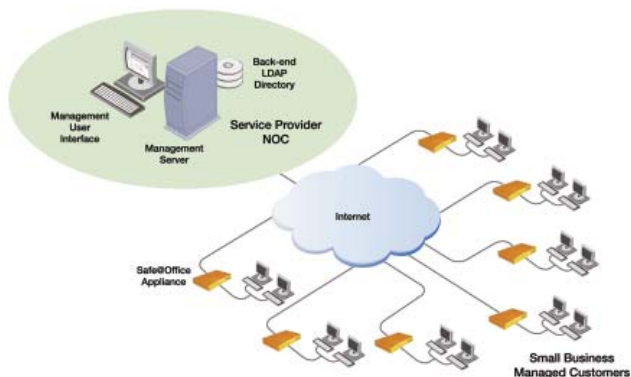 Back-end
LDAP
Directory
Management
User
Interface
Service Provider
NOC
Management
Server
Internet
Safe@Office
Appliance
Small Business
Managed Customers